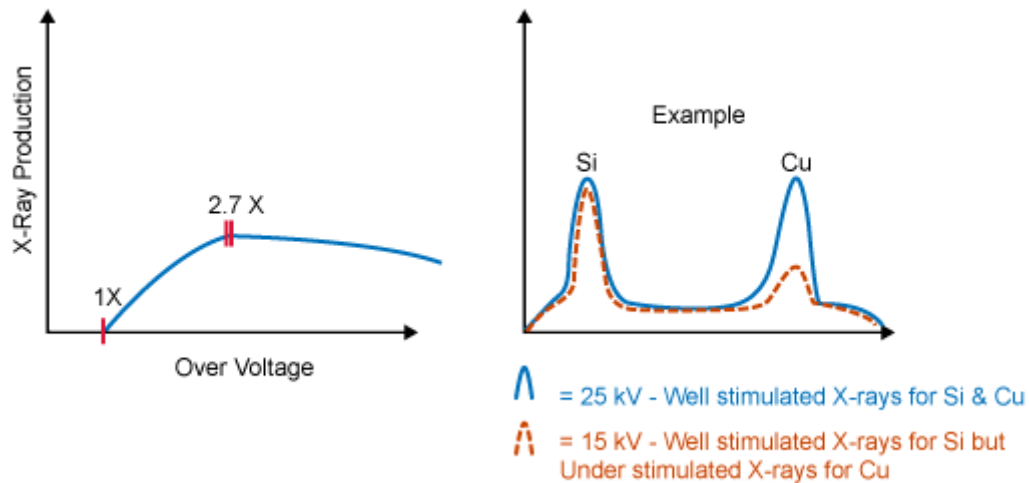 X-Ray Production
2.7 X
1X
Over Voltage
Example
Si
Cu
= 25 kV - Well stimulated X-rays for Si & Cu
= 15 kV - Well stimulated X-rays for Si but
Under stimulated X-rays for Cu